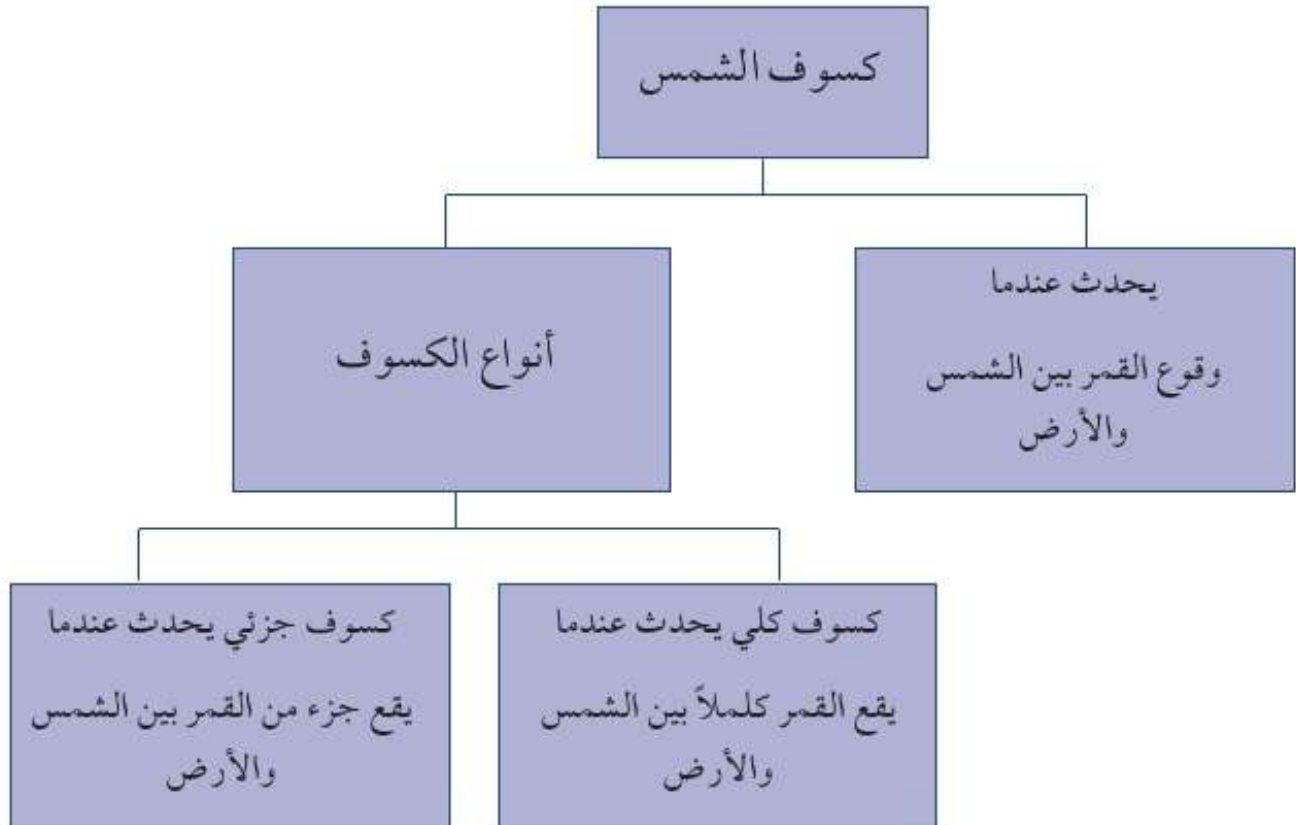 كسوف الشمس
يحدث عندما
وقوع القمر بين الشمس
والأرض
أنواع الكسوف
كسوف كلي يحدث عندما
يقع القمر كلملاً بين الشمس
والأرض
كسوف جزئي يحدث عندما
يقع جزء من القمر بين الشمس
والأرض